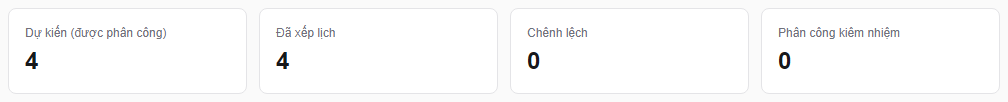 Dự kiến (được phân công)
4
Đã xếp lịch
4
Chênh lệch
0
Phân công kiêm nhiệm
0